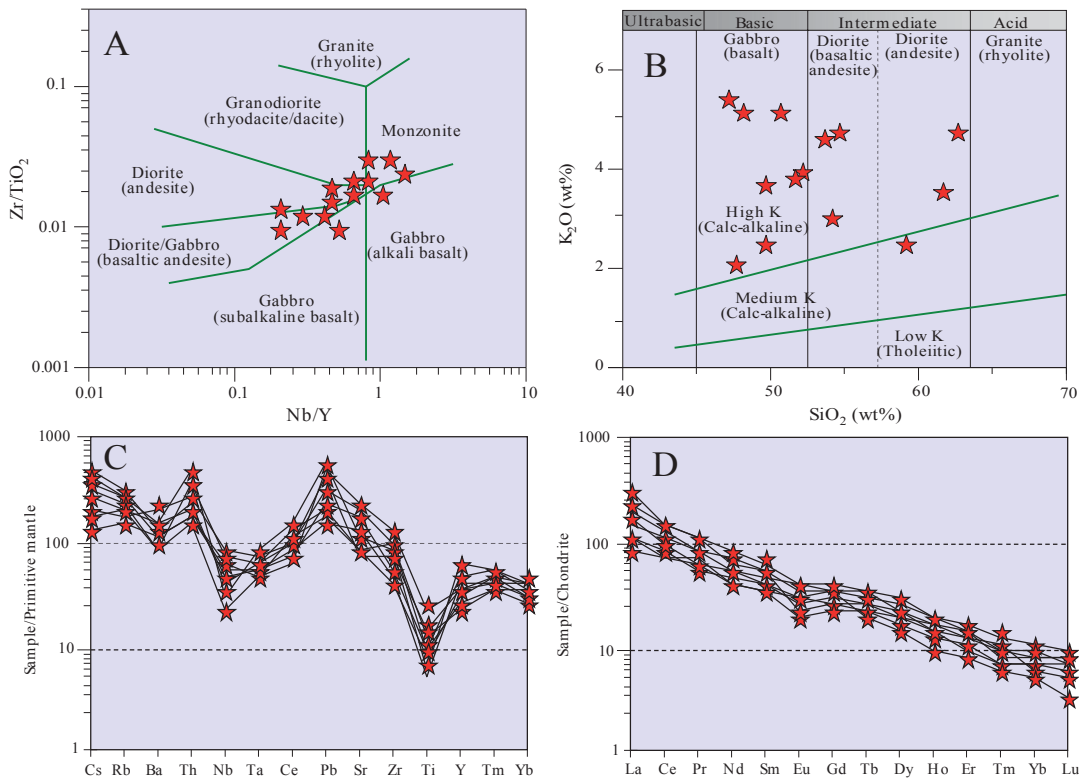 A
Zr/TiO2
0.1
0.01
0.001
0.01
0.1
1
10
Nb/Y
Granite
(rhyolite)
Granodiorite
(rhyodacite/dacite)
Monzonite
Diorite
(andesite)
Diorite/Gabbro
(basaltic andesite)
Gabbro
(alkali basalt)
Gabbro
(subalkaline basalt)
B
Ultrabasic
Basic
Intermediate
Acid
Gabbro
(basalt)
Diorite
(basaltic
andesite)
Diorite
(andesite)
Granite
(rhyolite)
K2O (wt%)
6
4
2
0
High K
(Calc-alkaline)
Medium K
(Calc-alkaline)
Low K
(Tholeiitic)
40
50
60
70
SiO2 (wt%)
C
Sample/Primitive mantle
1000
100
10
1
Cs Rb Ba Th Nb Ta Ce Pb Sr Zr Ti Y Tm Yb
D
Sample/Chondrite
1000
100
10
1
La Ce Pr Nd Sm Eu Gd Tb Dy Ho Er Tm Yb Lu